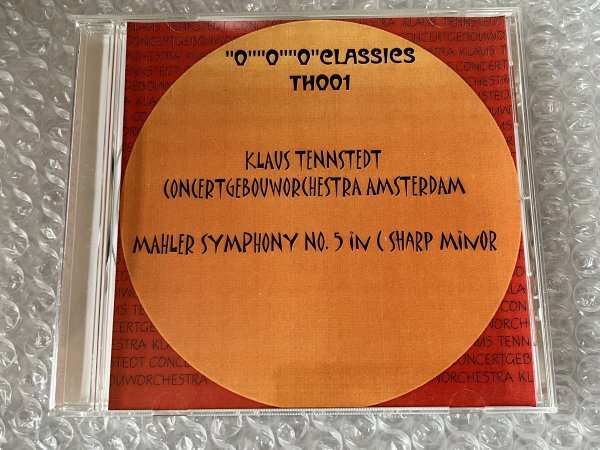 "O""O""O"CLASSICS
TH001
KLAUS TENNSTEDT
CONCERTGEBOUWORCHESTRA AMSTERDAM
MAHLER SYMPHONY NO. 5 IN C SHARP MINOR